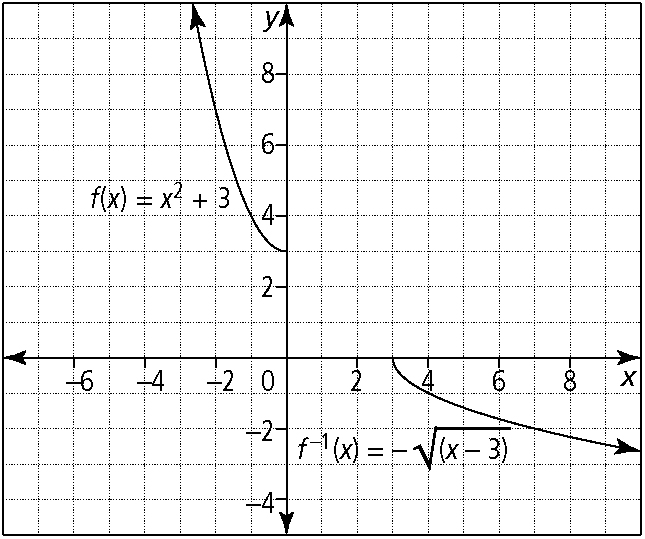 y
8
6
f(x) = x² + 3
4
2
−6 −4 −2 0 2 4 6 8 x
−2
f⁻¹(x) = −√(x − 3)
−4